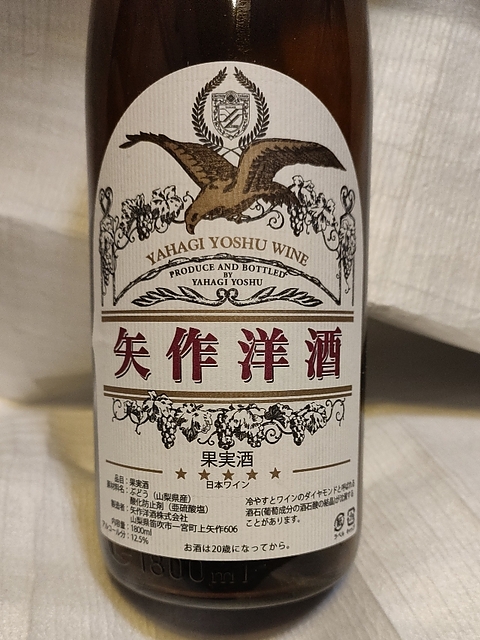 YAHAGI YOSHU WINE
PRODUCE AND BOTTLED
BY
YAHAGI YOSHU
矢作洋酒
果実酒
★★★★★
日本ワイン
品目：果実酒
原材料名：ぶどう（山梨県産）
酸化防止剤（亜硫酸塩）
製造者：矢作洋酒株式会社
山梨県笛吹市一宮町上矢作606
内容量：1800ml
アルコール分：12.5%
冷やすとワインのダイヤモンドと呼ばれる
酒石(葡萄成分の酒石酸の結晶)が沈澱する
ことがあります。
紙
ラベル
お酒は20歳になってから。
1800ml